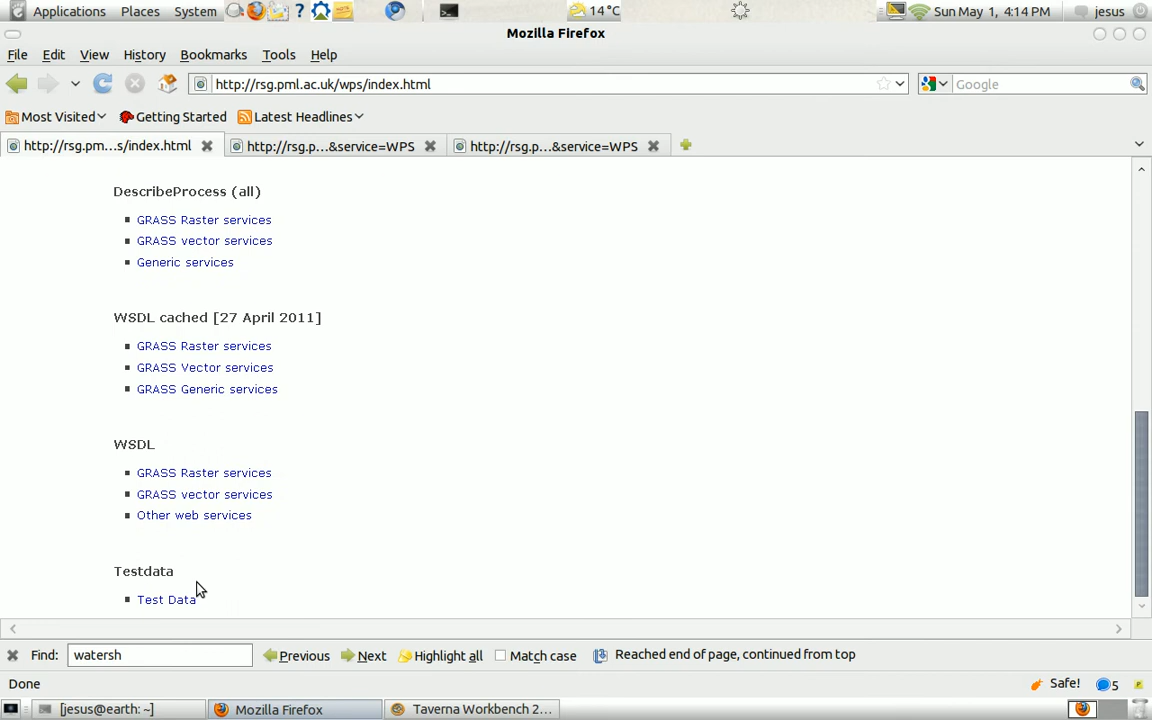 Applications Places System 14 °C Sun May 1, 4:14 PM jesus
Mozilla Firefox
File Edit View History Bookmarks Tools Help
http://rsg.pml.ac.uk/wps/index.html Google
Most Visited Getting Started Latest Headlines
http://rsg.pm...s/index.html http://rsg.p...&service=WPS http://rsg.p...&service=WPS
DescribeProcess (all)
GRASS Raster services
GRASS vector services
Generic services
WSDL cached [27 April 2011]
GRASS Raster services
GRASS Vector services
GRASS Generic services
WSDL
GRASS Raster services
GRASS vector services
Other web services
Testdata
Test Data
Find: watersh Previous Next Highlight all Match case Reached end of page, continued from top
Done Safe! 5
[jesus@earth: ~] Mozilla Firefox Taverna Workbench 2...